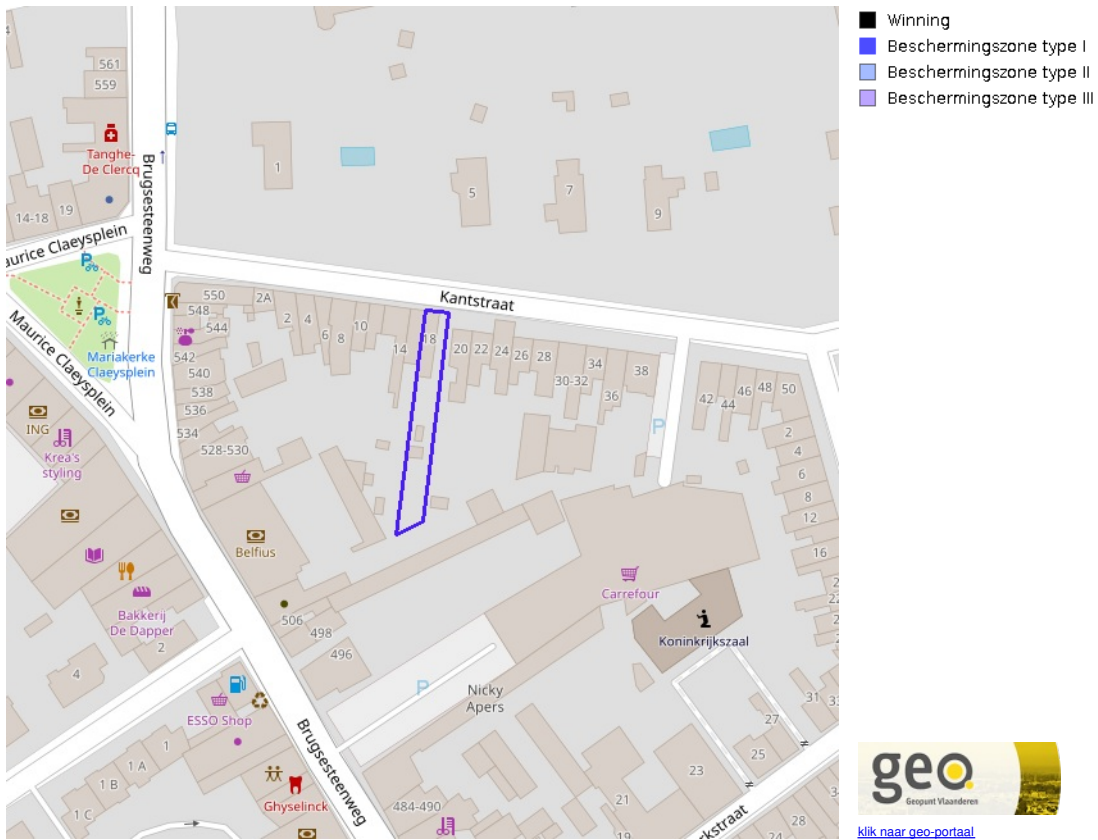 561
559
Tanghe-
De Clercq
14-18
19
Maurice Claeysplein
Brugsesteenweg
1
5
7
9
Kantstraat
Maurice Claeysplein
P
P
Mariakerke
Claeysplein
550
548
544
542
540
538
536
534
528-530
2A
2
4
6
8
10
14
18
20
22
24
26
28
30-32
34
36
38
P
42
44
46
48
50
2
4
6
8
12
16
ING
Krea's
styling
Belfius
Bakkerij
De Dapper
2
4
506
498
496
Carrefour
Koninkrijkszaal
P
Nicky
Apers
ESSO Shop
1
1 A
1 B
1 C
Ghyselinck
Brugsesteenweg
484-490
31
27
25
23
21
24
28
Winning
Beschermingszone type I
Beschermingszone type II
Beschermingszone type III
geo
Geopunt Vlaanderen
klik naar geo-portaal